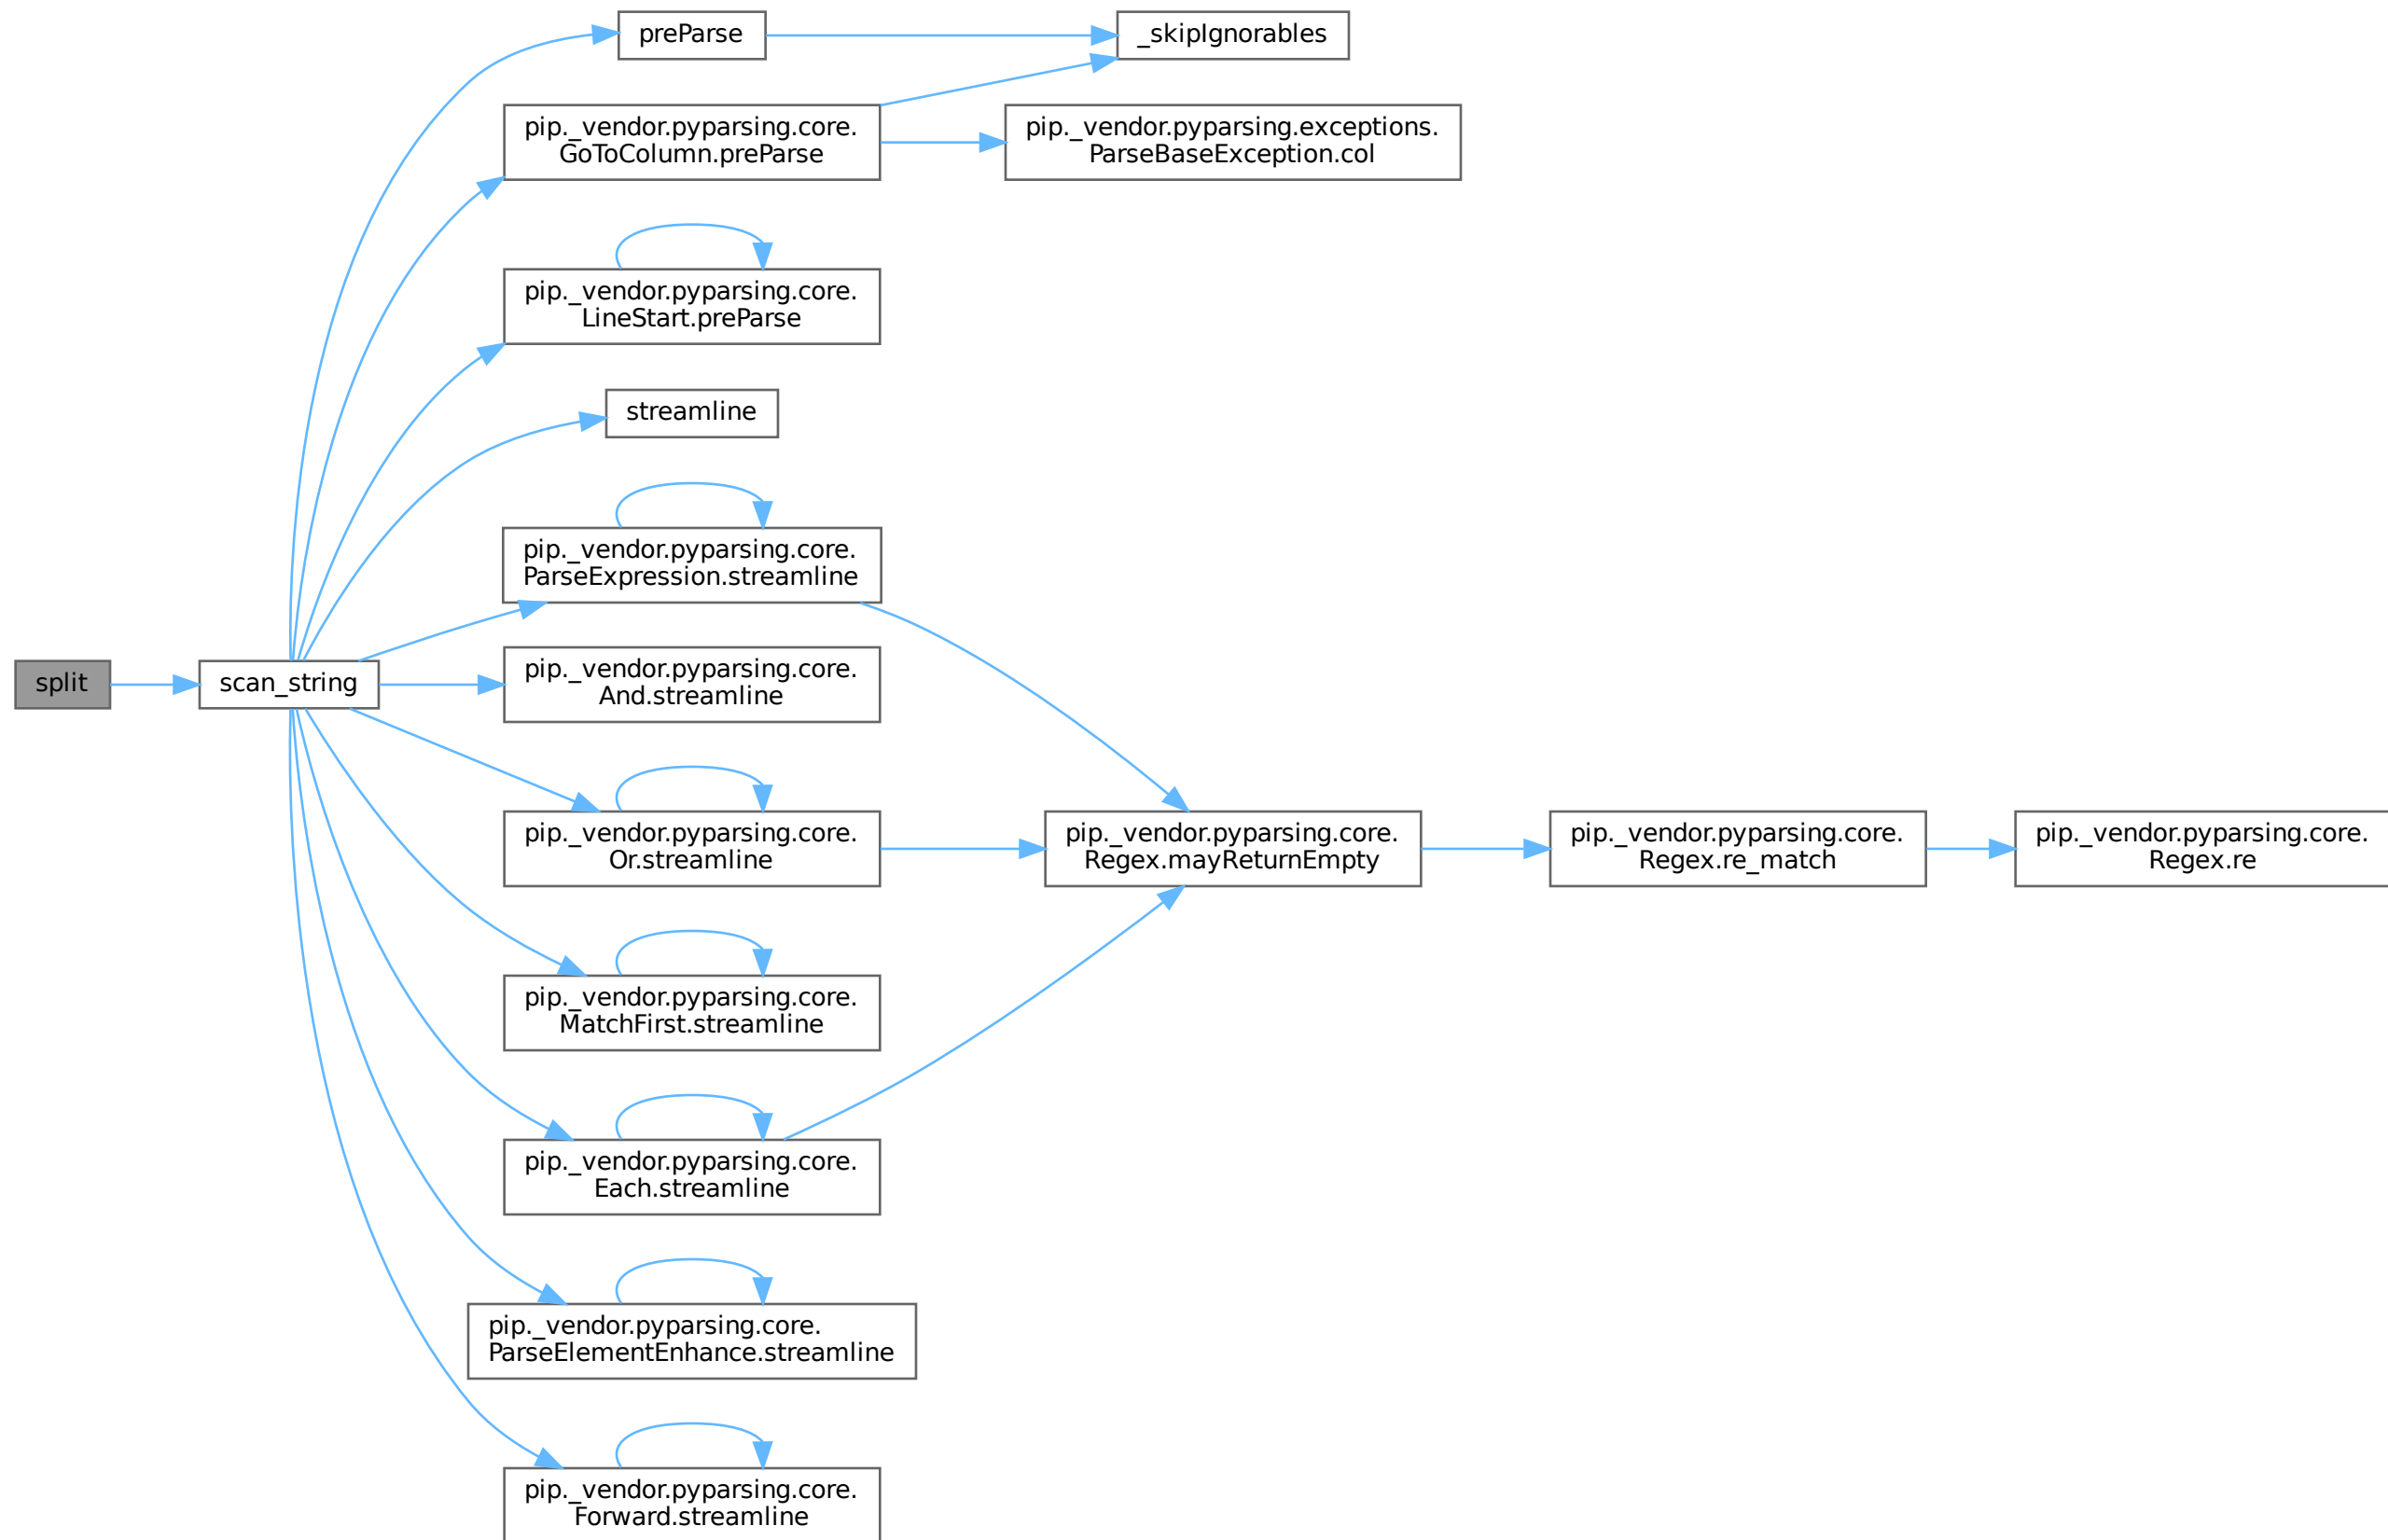 preParse
_skipIgnorables
pip._vendor.pyparsing.core.
GoToColumn.preParse
pip._vendor.pyparsing.exceptions.
ParseBaseException.col
pip._vendor.pyparsing.core.
LineStart.preParse
streamline
pip._vendor.pyparsing.core.
ParseExpression.streamline
split
scan_string
pip._vendor.pyparsing.core.
And.streamline
pip._vendor.pyparsing.core.
Or.streamline
pip._vendor.pyparsing.core.
Regex.mayReturnEmpty
pip._vendor.pyparsing.core.
Regex.re_match
pip._vendor.pyparsing.core.
Regex.re
pip._vendor.pyparsing.core.
MatchFirst.streamline
pip._vendor.pyparsing.core.
Each.streamline
pip._vendor.pyparsing.core.
ParseElementEnhance.streamline
pip._vendor.pyparsing.core.
Forward.streamline